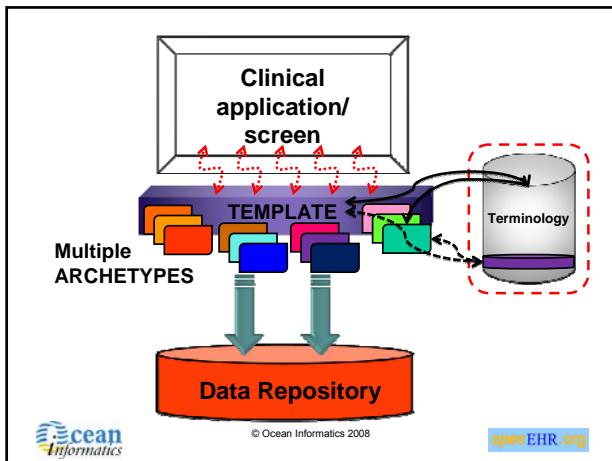 Clinical
application/
screen
TEMPLATE
Terminology
Multiple
ARCHETYPES
Data Repository
Ocean
Informatics
© Ocean Informatics 2008
openEHR.org